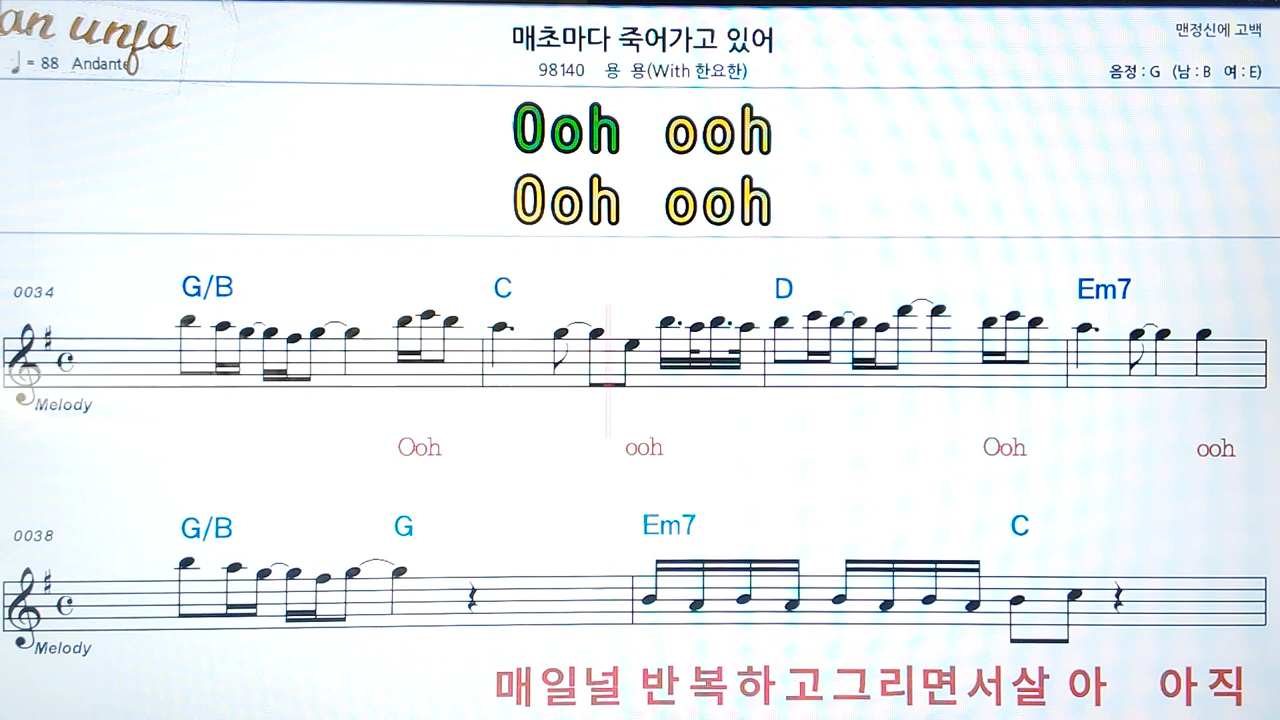 an unja
매초마다 죽어가고 있어
맨정신에 고백
♩ = 88 Andante
98140 용 용(With 한요한)
음정 : G (남 : B 여 : E)
Ooh ooh
Ooh ooh
0034 G/B C D Em7
Melody
Ooh ooh Ooh ooh
0038 G/B G Em7 C
Melody
매일널 반복하고그리면서살 아 아직